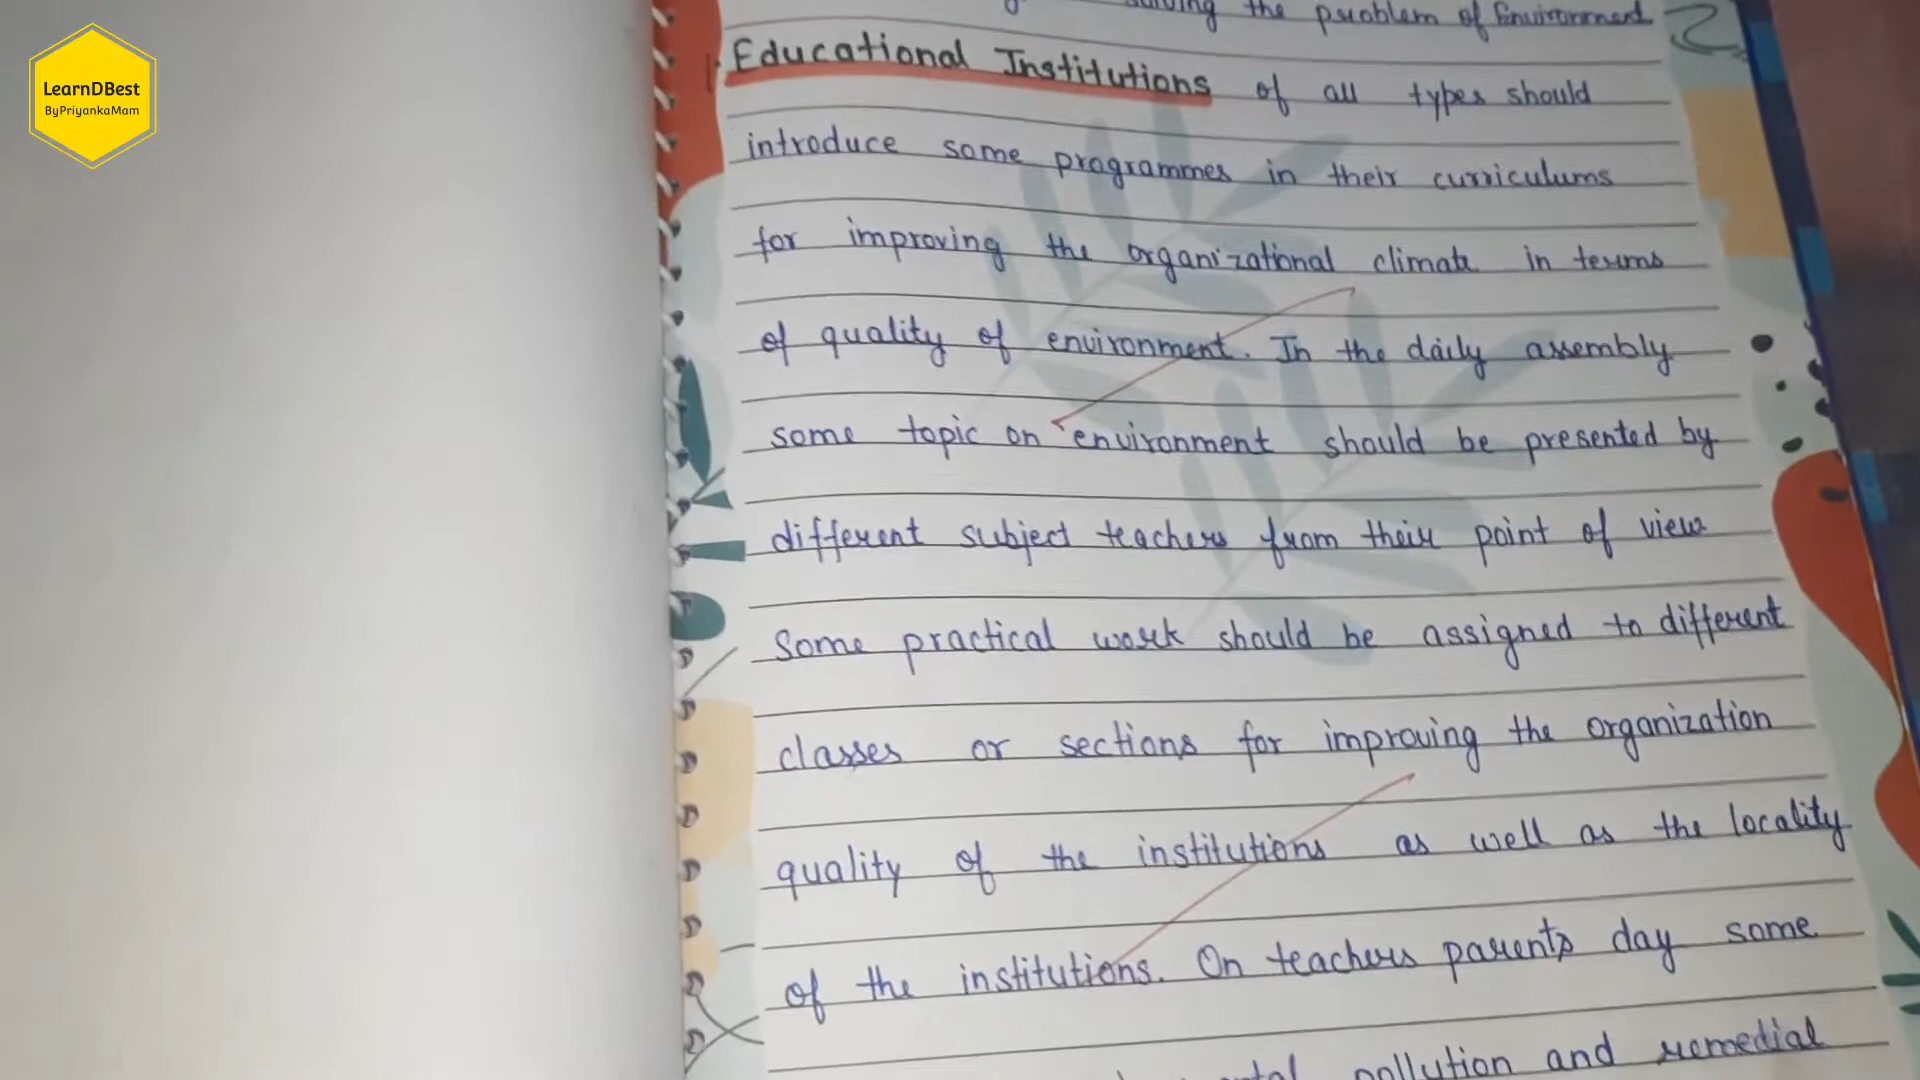 LearnDBest
ByPriyankaMam
the problem of Environment
Educational Institutions of all types should
introduce some programmes in their curriculums
for improving the organizational climate in terms
of quality of environment. In the daily assembly
some topic on environment should be presented by
different subject teachers from their point of view
Some practical work should be assigned to different
classes or sections for improving the organization
quality of the institutions as well as the locality
of the institutions. On teachers parents day some
pollution and remedial